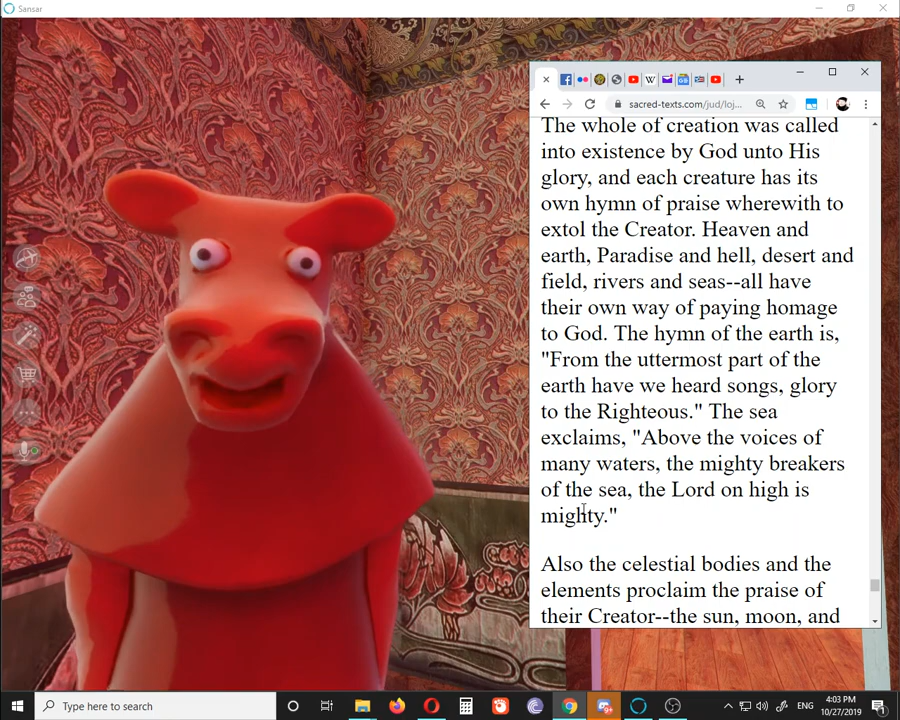 Sansar
sacred-texts.com/jud/loj...
The whole of creation was called
into existence by God unto His
glory, and each creature has its
own hymn of praise wherewith to
extol the Creator. Heaven and
earth, Paradise and hell, desert and
field, rivers and seas--all have
their own way of paying homage
to God. The hymn of the earth is,
"From the uttermost part of the
earth have we heard songs, glory
to the Righteous." The sea
exclaims, "Above the voices of
many waters, the mighty breakers
of the sea, the Lord on high is
mighty."
Also the celestial bodies and the
elements proclaim the praise of
their Creator--the sun, moon, and
Type here to search
ENG
4:03 PM
10/27/2019